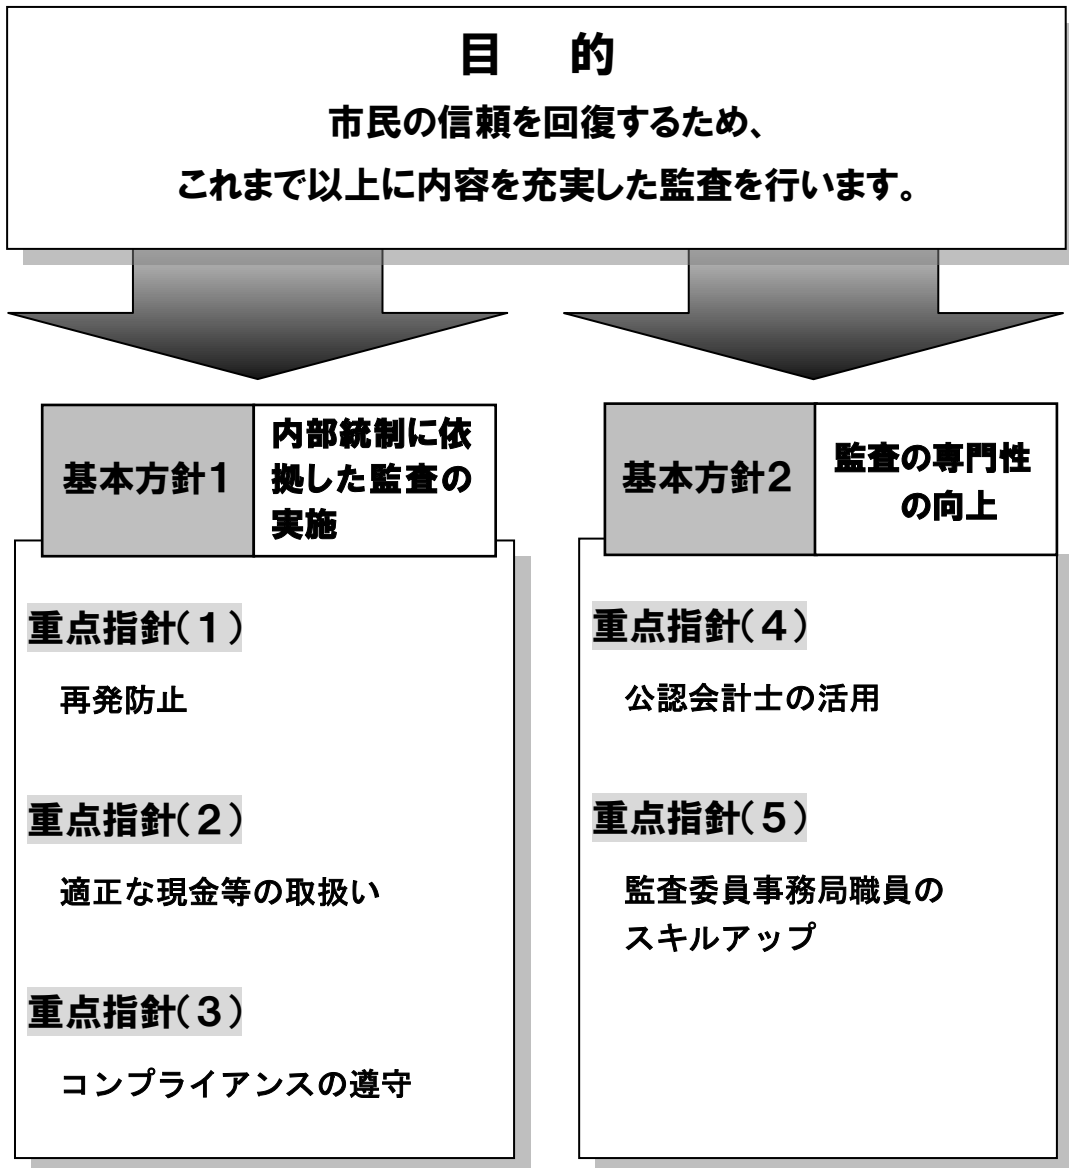 目　的
市民の信頼を回復するため、
これまで以上に内容を充実した監査を行います。
基本方針1
内部統制に依
拠した監査の
実施
重点指針(1)
再発防止
重点指針(2)
適正な現金等の取扱い
重点指針(3)
コンプライアンスの遵守
基本方針2
監査の専門性
の向上
重点指針(4)
公認会計士の活用
重点指針(5)
監査委員事務局職員の
スキルアップ